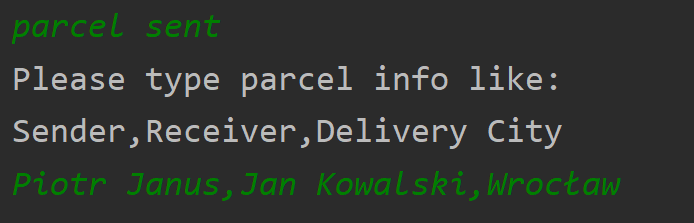 parcel sent
Please type parcel info like:
Sender,Receiver,Delivery City
Piotr Janus,Jan Kowalski,Wrocław